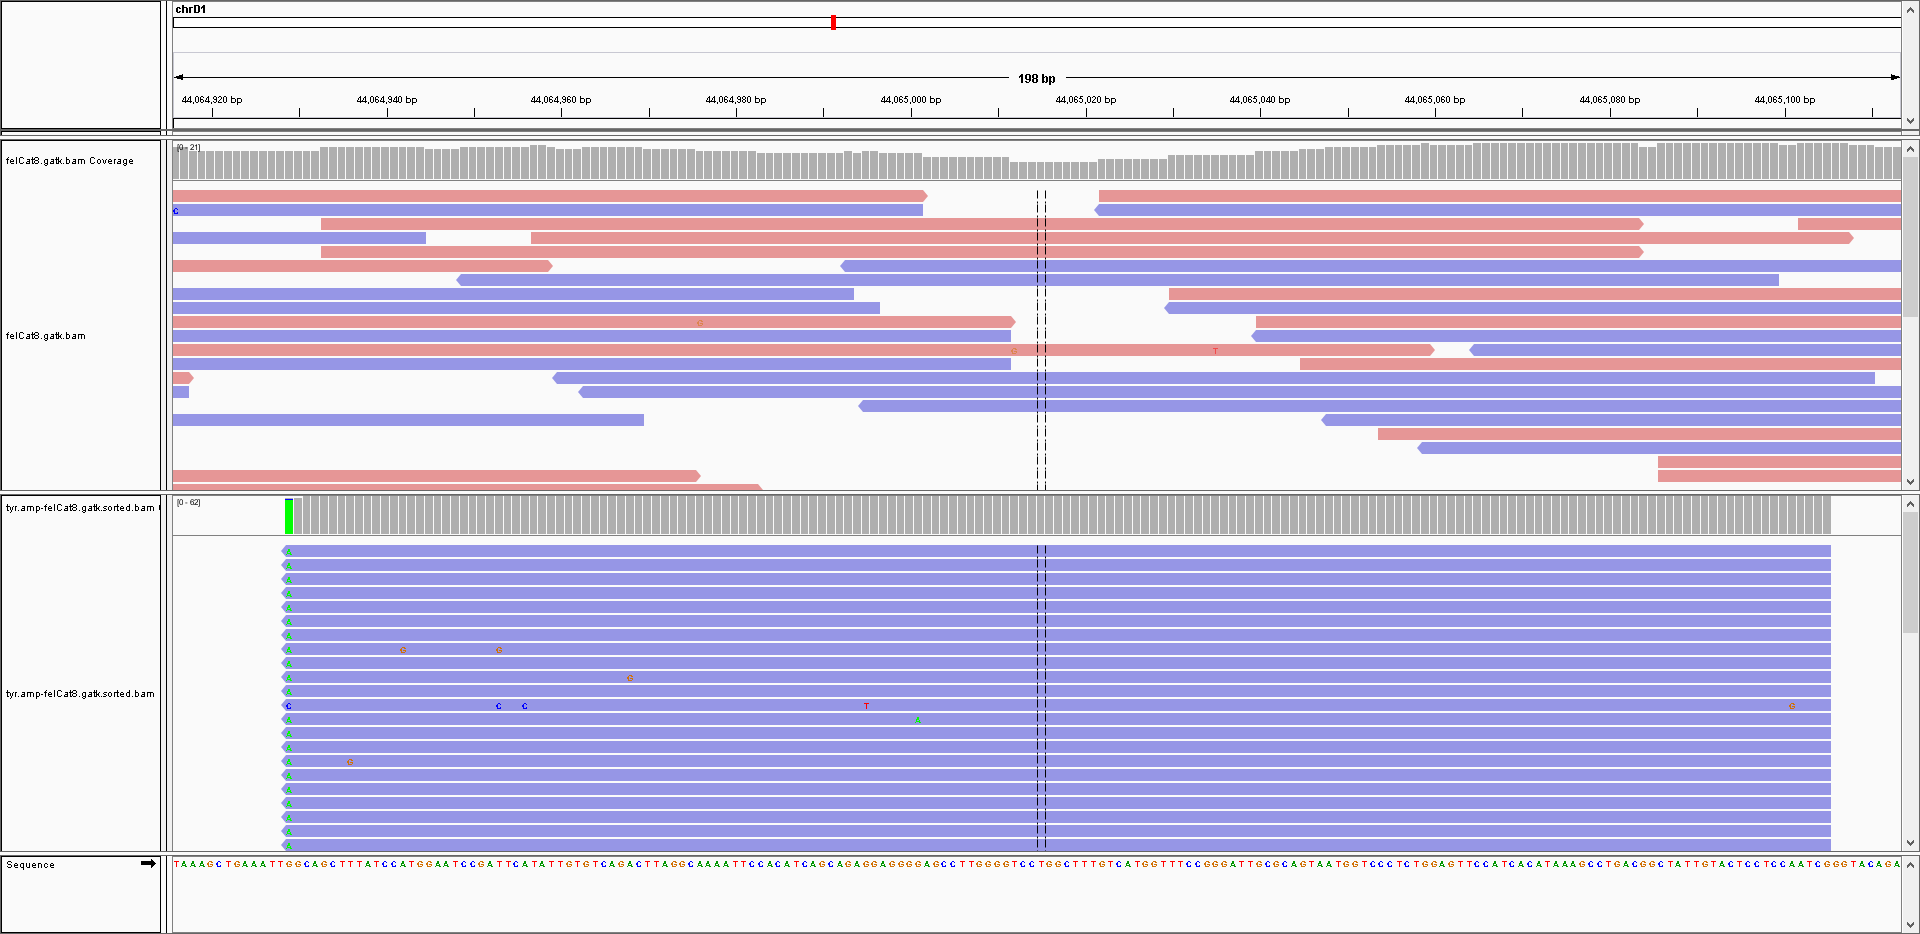 chrD1
198 bp
44,064,920 bp 44,064,940 bp 44,064,960 bp 44,064,980 bp 44,065,000 bp 44,065,020 bp 44,065,040 bp 44,065,060 bp 44,065,080 bp 44,065,100 bp
[0 - 21]
felCat8.gatk.bam Coverage
C
G
felCat8.gatk.bam
G T
[0 - 62]
tyr.amp-felCat8.gatk.sorted.bam
G G
G
tyr.amp-felCat8.gatk.sorted.bam
C C C T G
A
G
Sequence TAAAGCTGAAATTGGCAGCTTTATCCATGGAATCCGATTCATATTGTGTCAGACTTAGGCAAAATTCCACATCAGCAGAGGAGGGGAGCCTTGGGGTCCTGGCTTTGTCATGGTTTCCGGGATTGCGCAGTAATGGTCCCTCTGGAGTTCCATCACATAAAGCCTGACGGCTATTGTACTCCTCCAATCGGGTACAGA